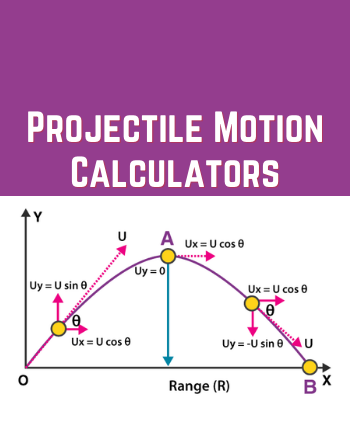 PROJECTILE MOTION
CALCULATORS
Y
U
A
Ux = U cos θ
Uy = 0
Uy = U sin θ
Ux = U cos θ
θ
Ux = U cos θ
θ
Uy = -U sin θ
U
O
Range (R)
B
X